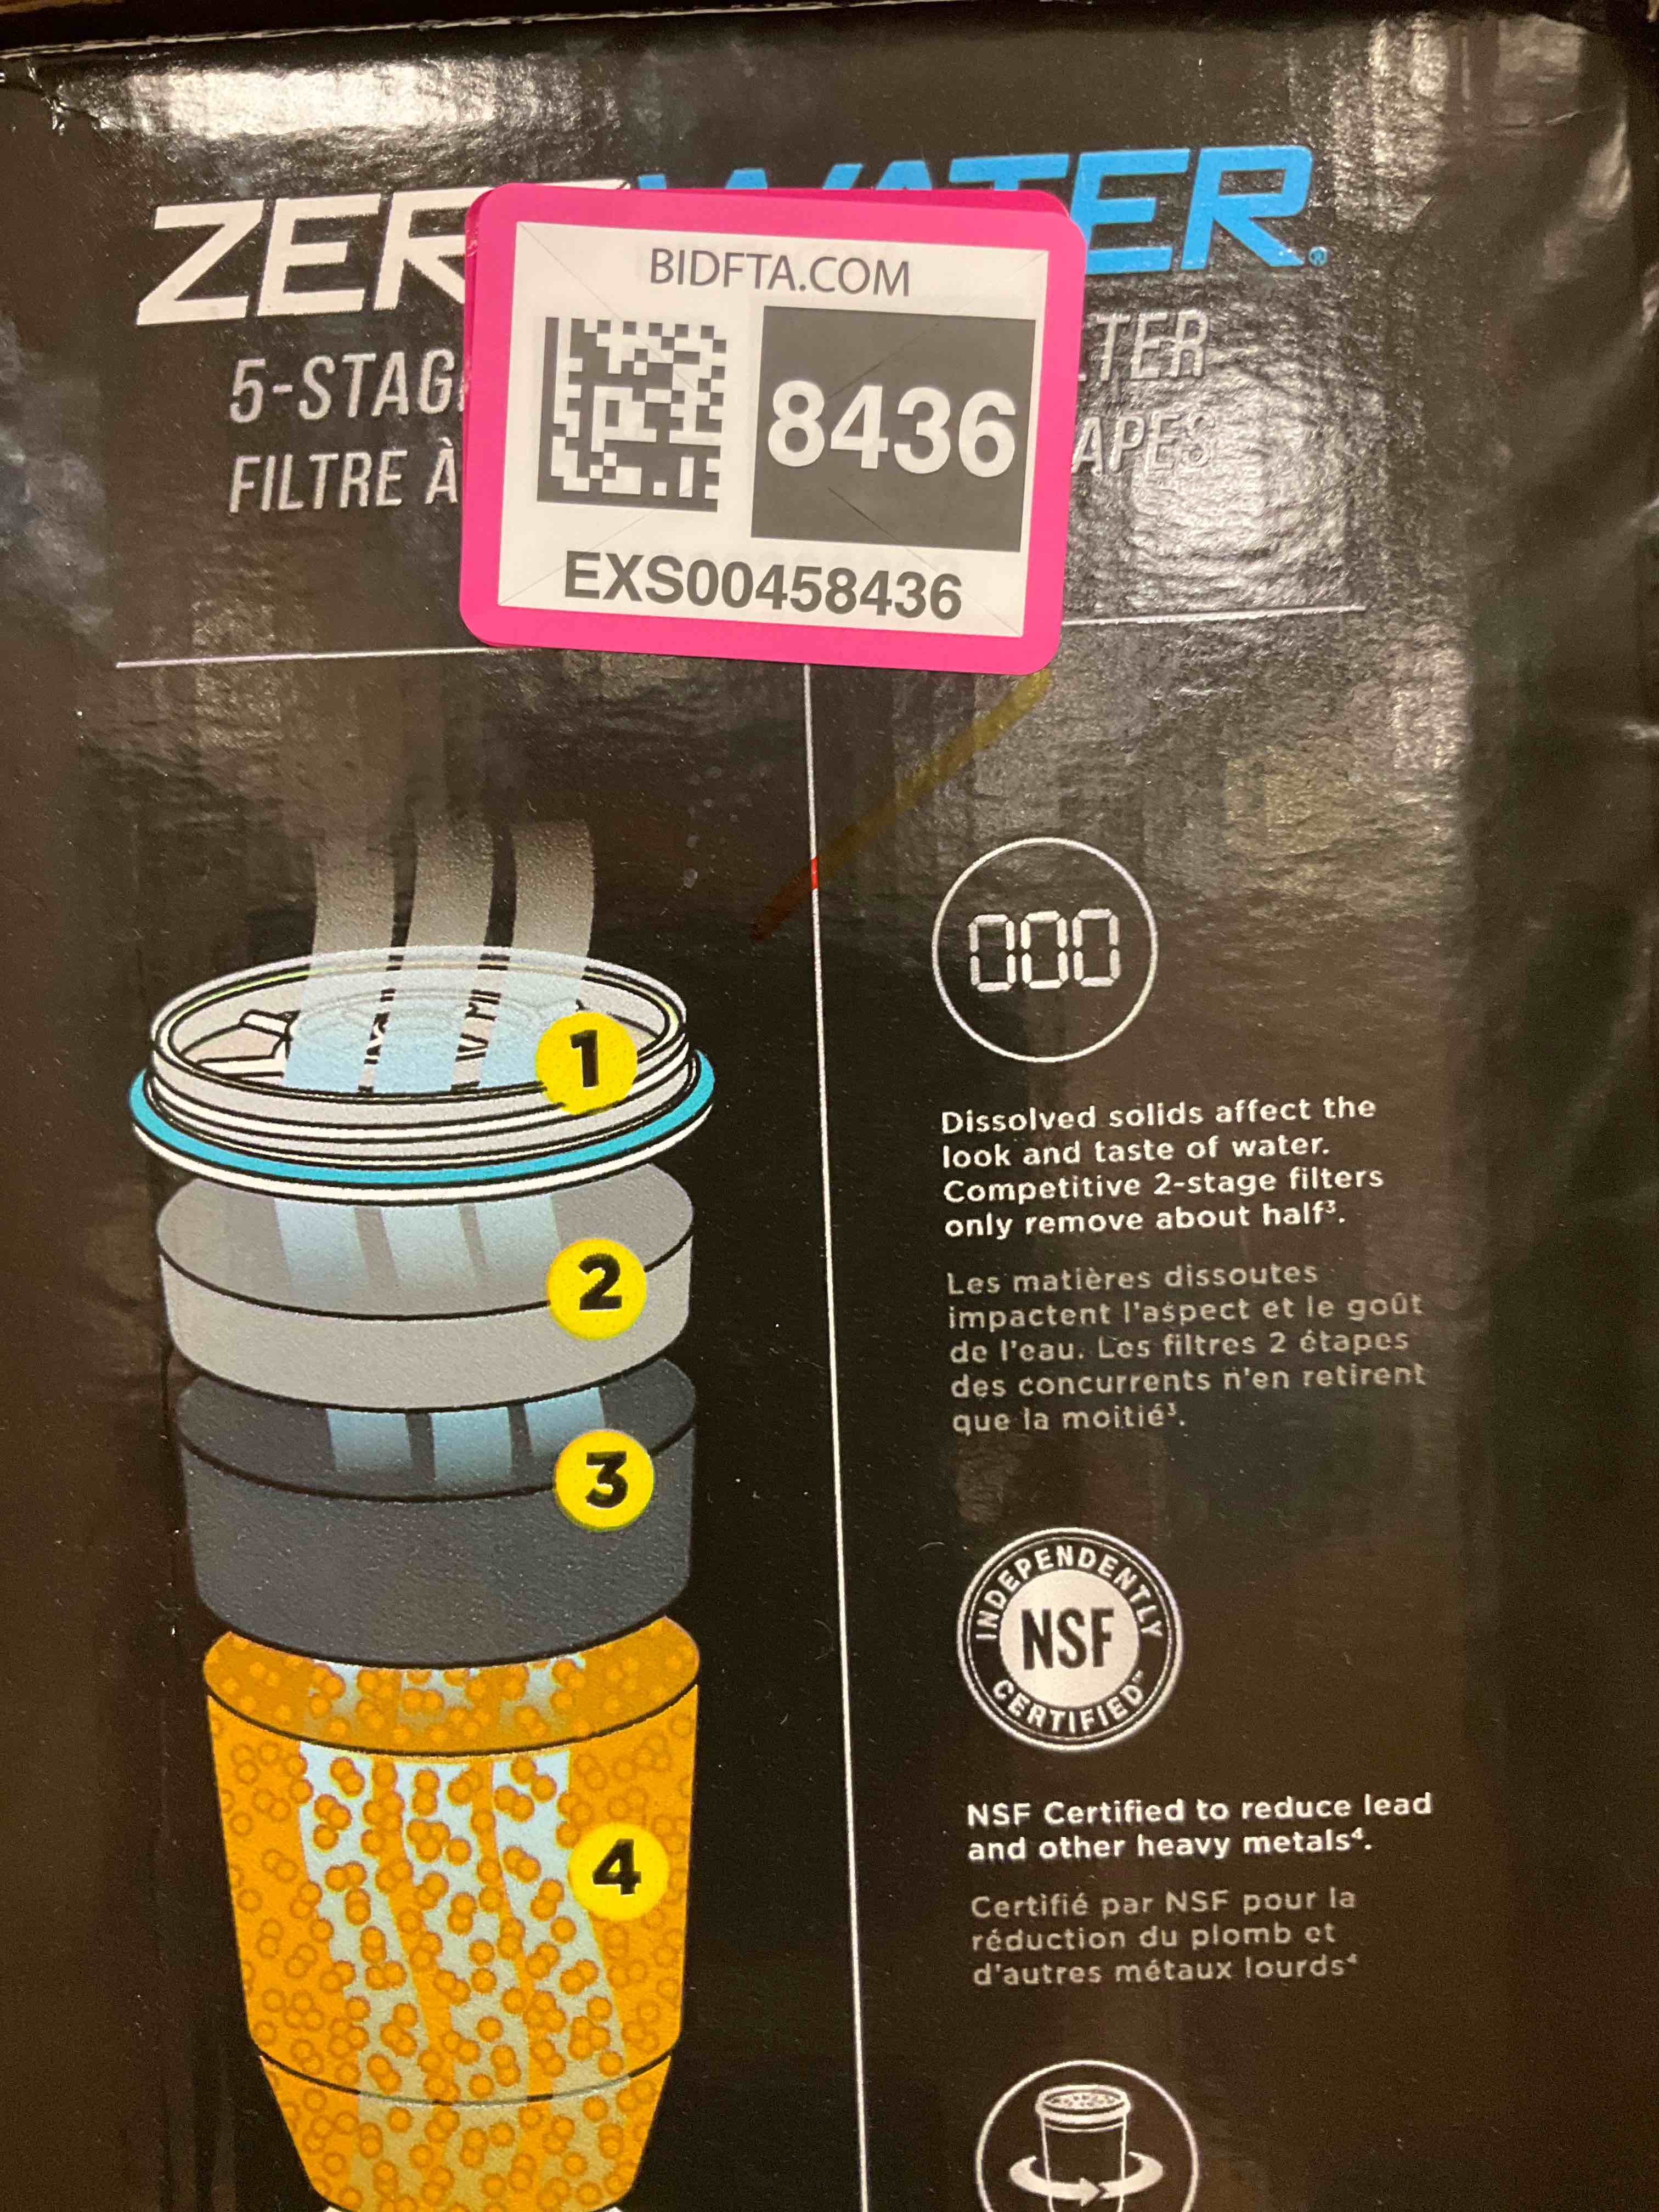 ZER WATER®
BIDFTA.COM
8436
EXS00458436
5-STAG TER
FILTRE À APES
000
1
Dissolved solids affect the
look and taste of water.
Competitive 2-stage filters
only remove about half³.
2
Les matières dissoutes
impactent l'aspect et le goût
de l'eau. Les filtres 2 étapes
des concurrents n'en retirent
que la moitié³.
3
INDEPENDENTLY
NSF
CERTIFIED™
NSF Certified to reduce lead
and other heavy metals⁴.
4
Certifié par NSF pour la
réduction du plomb et
d'autres métaux lourds⁴